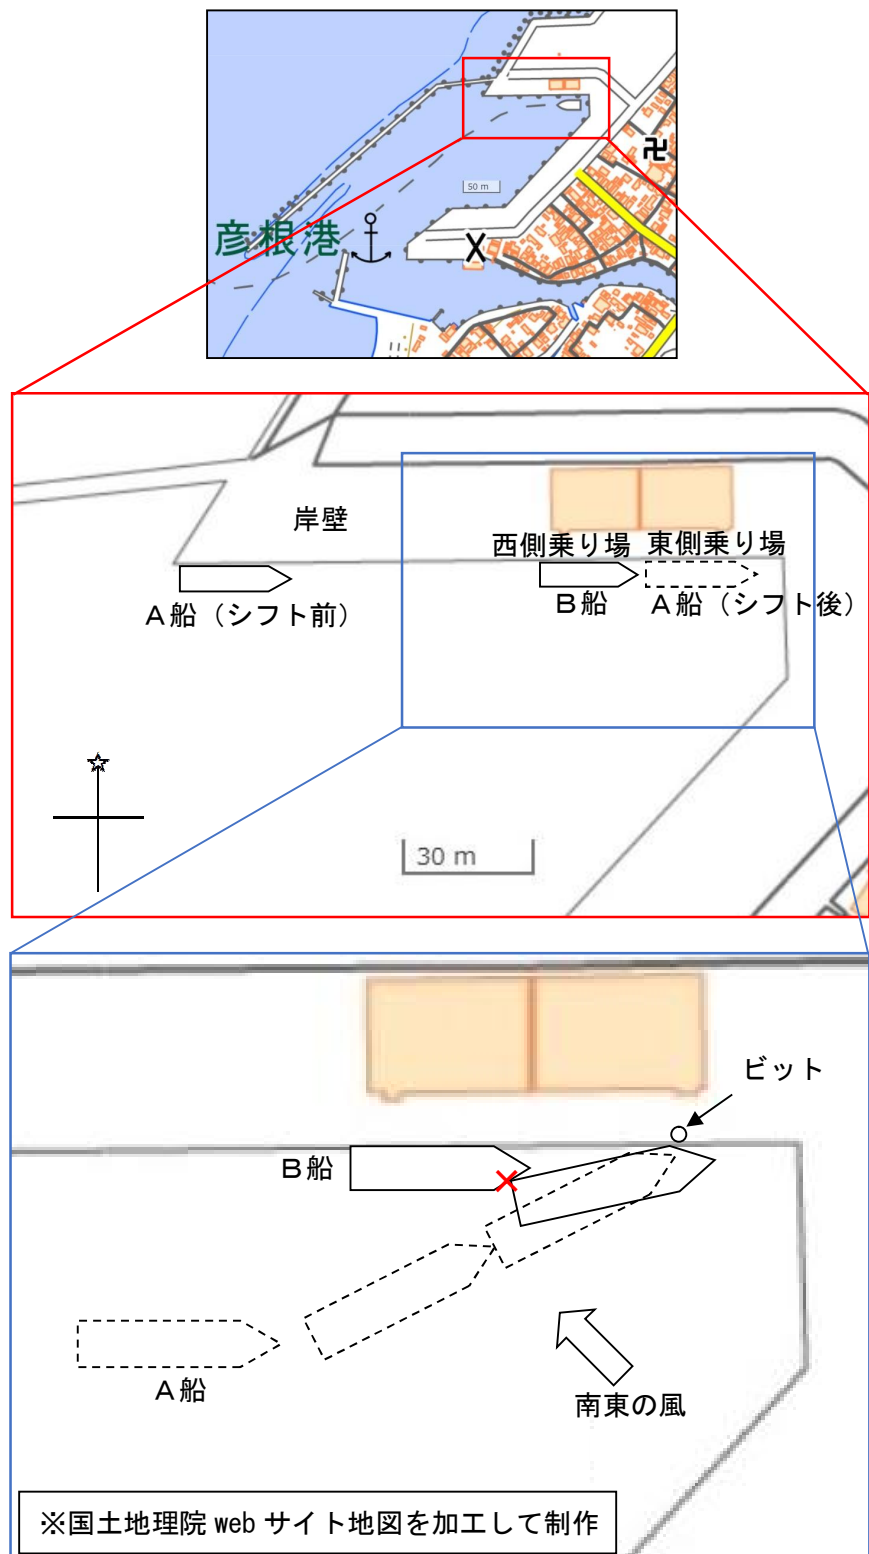 50 m
彦根港
岸壁
西側乗り場 東側乗り場
A船（シフト前）
B船
A船（シフト後）
30 m
ビット
B船
A船
南東の風
※国土地理院 web サイト地図を加工して制作